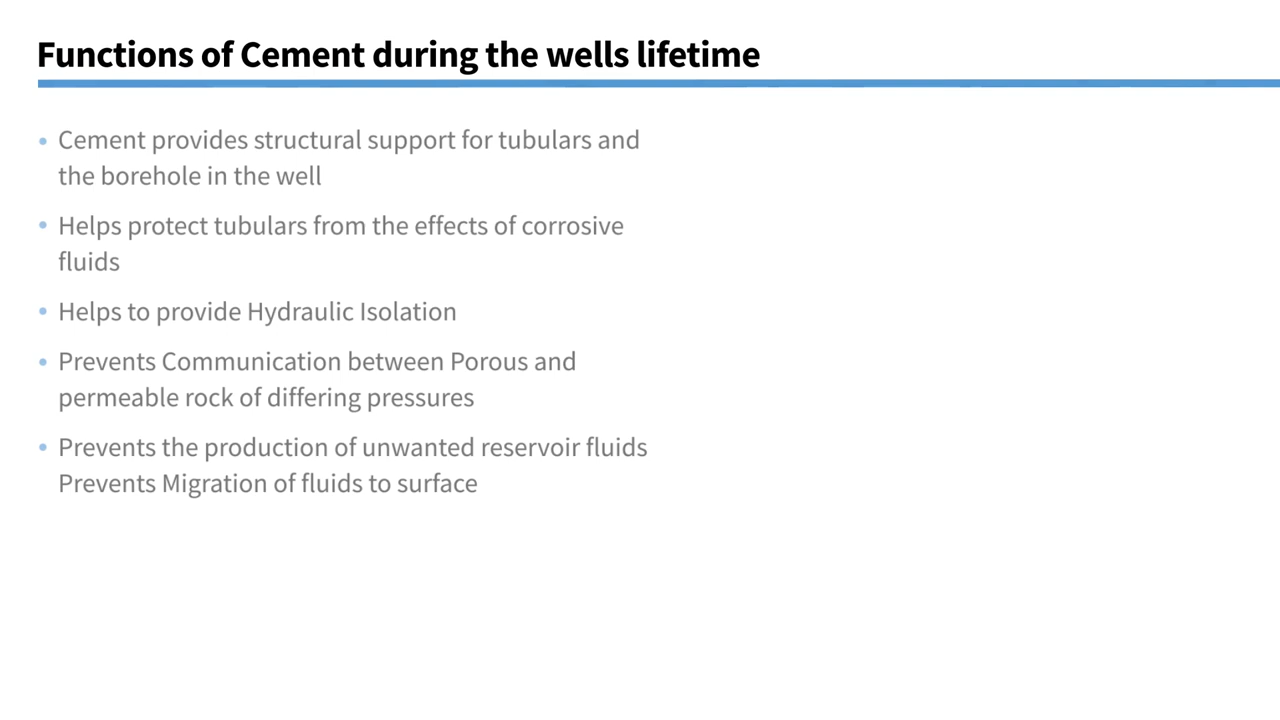 Functions of Cement during the wells lifetime
• Cement provides structural support for tubulars and
the borehole in the well
• Helps protect tubulars from the effects of corrosive
fluids
• Helps to provide Hydraulic Isolation
• Prevents Communication between Porous and
permeable rock of differing pressures
• Prevents the production of unwanted reservoir fluids
Prevents Migration of fluids to surface